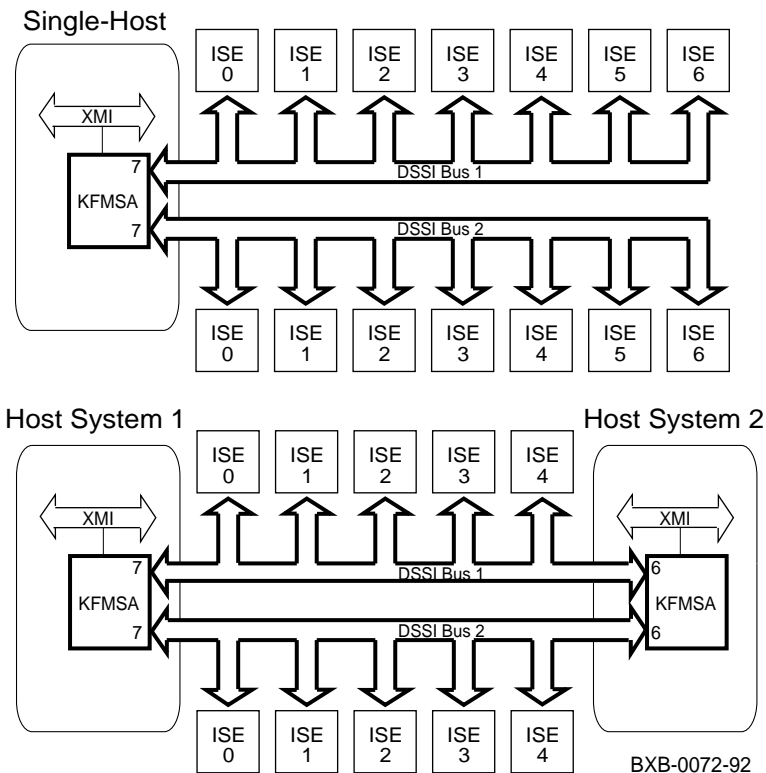 Single-Host
ISE 0
ISE 1
ISE 2
ISE 3
ISE 4
ISE 5
ISE 6
XMI
7
KFMSA
7
DSSI Bus 1
DSSI Bus 2
ISE 0
ISE 1
ISE 2
ISE 3
ISE 4
ISE 5
ISE 6
Host System 1
Host System 2
ISE 0
ISE 1
ISE 2
ISE 3
ISE 4
XMI
XMI
7
KFMSA
7
DSSI Bus 1
DSSI Bus 2
6
KFMSA
6
ISE 0
ISE 1
ISE 2
ISE 3
ISE 4
BXB-0072-92